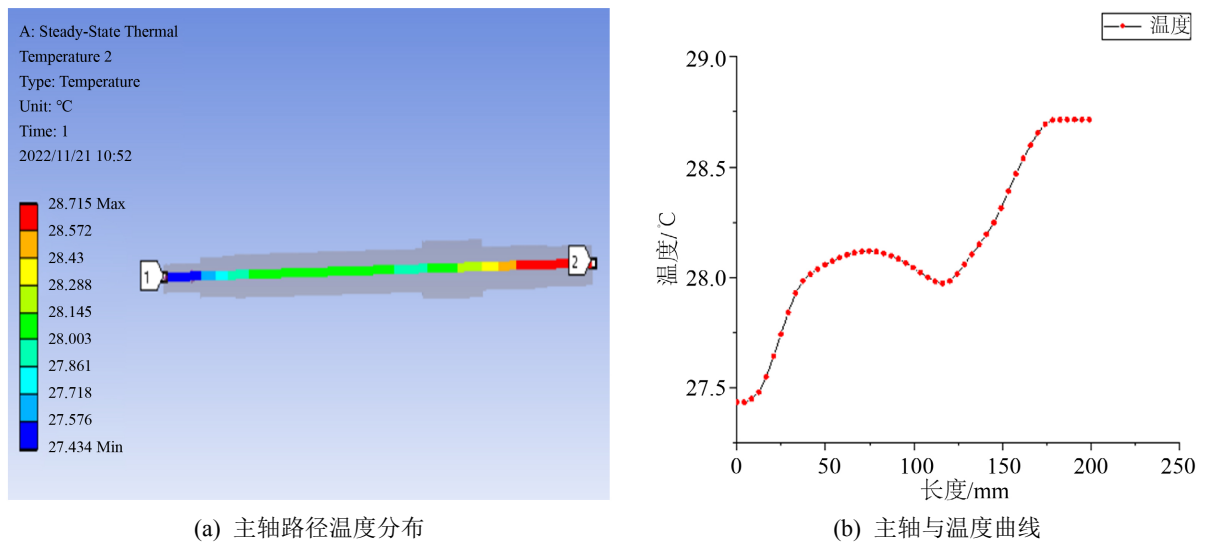 A: Steady-State Thermal
Temperature 2
Type: Temperature
Unit: ℃
Time: 1
2022/11/21 10:52
28.715 Max
28.572
28.43
28.288
28.145
28.003
27.861
27.718
27.576
27.434 Min
1
2
(a) 主轴路径温度分布
温度
29.0
28.5
28.0
27.5
温度/℃
0 50 100 150 200 250
长度/mm
(b) 主轴与温度曲线